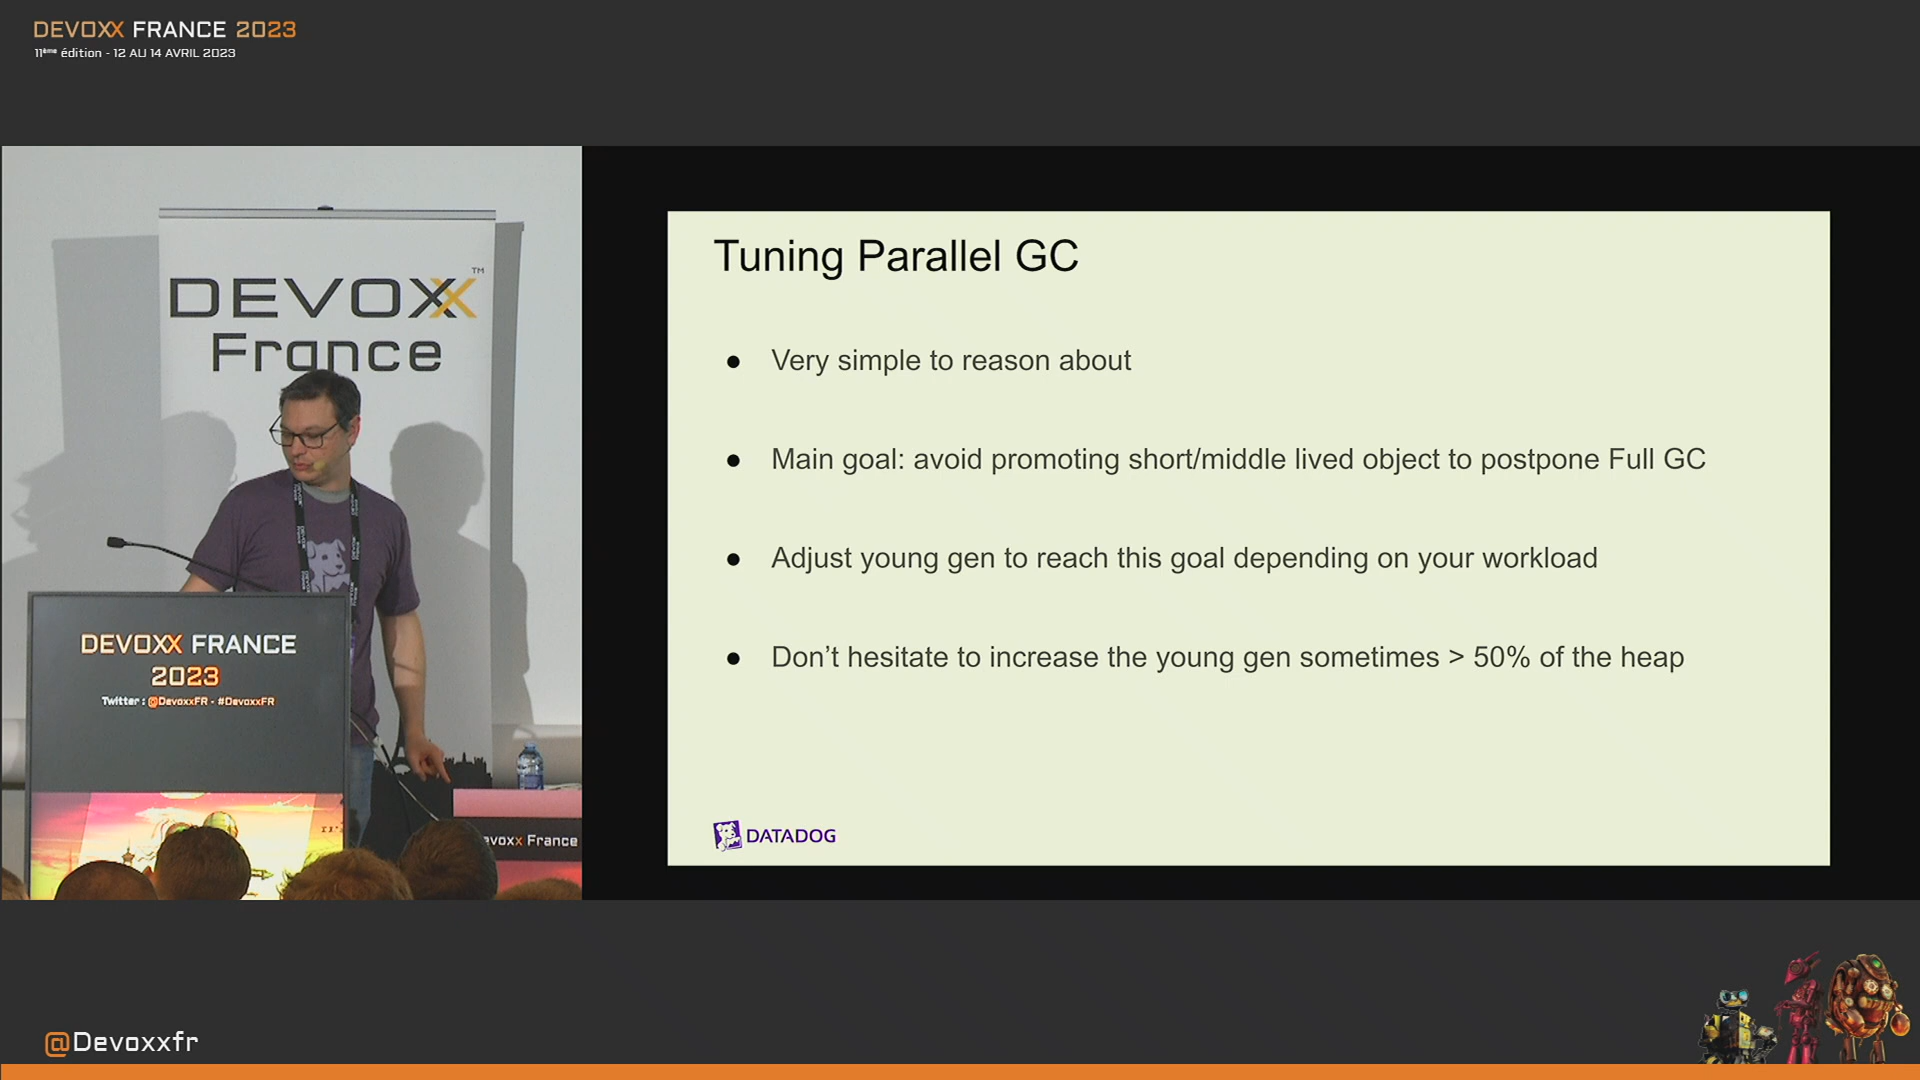 DEVOXX FRANCE 2023
11ème édition - 12 AU 14 AVRIL 2023
DEVOXX™
France
DEVOXX FRANCE
2023
Twitter : @DevoxxFR - #DevoxxFR
evoxx France
Tuning Parallel GC
● Very simple to reason about
● Main goal: avoid promoting short/middle lived object to postpone Full GC
● Adjust young gen to reach this goal depending on your workload
● Don’t hesitate to increase the young gen sometimes > 50% of the heap
DATADOG
@Devoxxfr